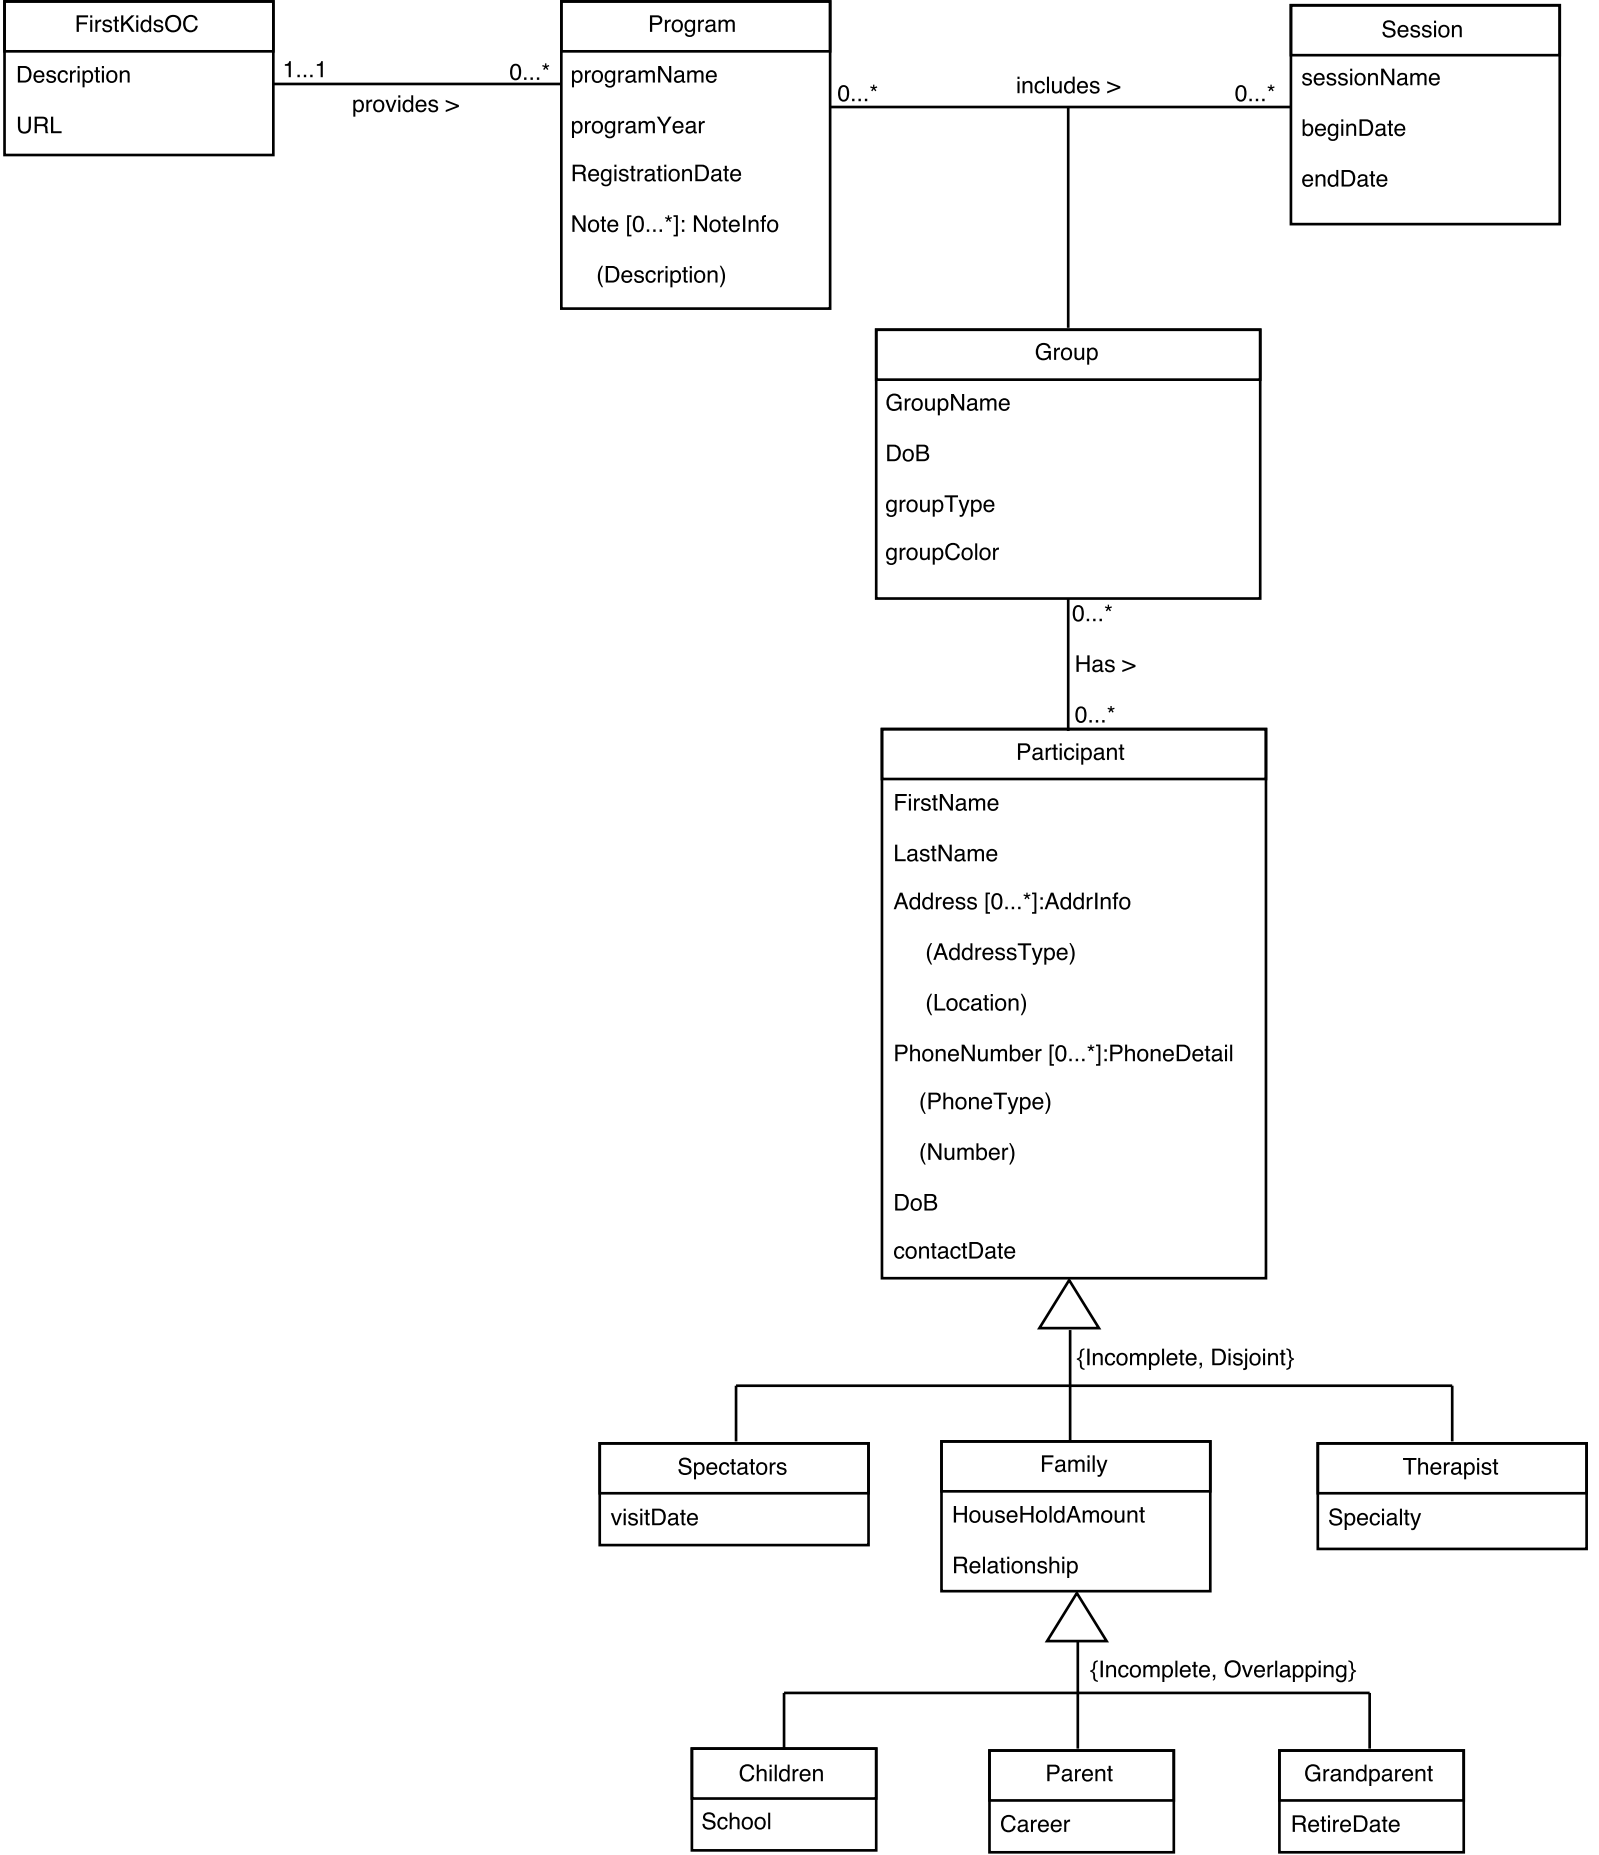 FirstKidsOC
Description
URL
1...1
0...*
provides >
Program
programName
programYear
RegistrationDate
Note [0...*]: NoteInfo
(Description)
0...*
includes >
0...*
Session
sessionName
beginDate
endDate
Group
GroupName
DoB
groupType
groupColor
0...*
Has >
0...*
Participant
FirstName
LastName
Address [0...*]:AddrInfo
(AddressType)
(Location)
PhoneNumber [0...*]:PhoneDetail
(PhoneType)
(Number)
DoB
contactDate
{Incomplete, Disjoint}
Spectators
visitDate
Family
HouseHoldAmount
Relationship
Therapist
Specialty
{Incomplete, Overlapping}
Children
School
Parent
Career
Grandparent
RetireDate